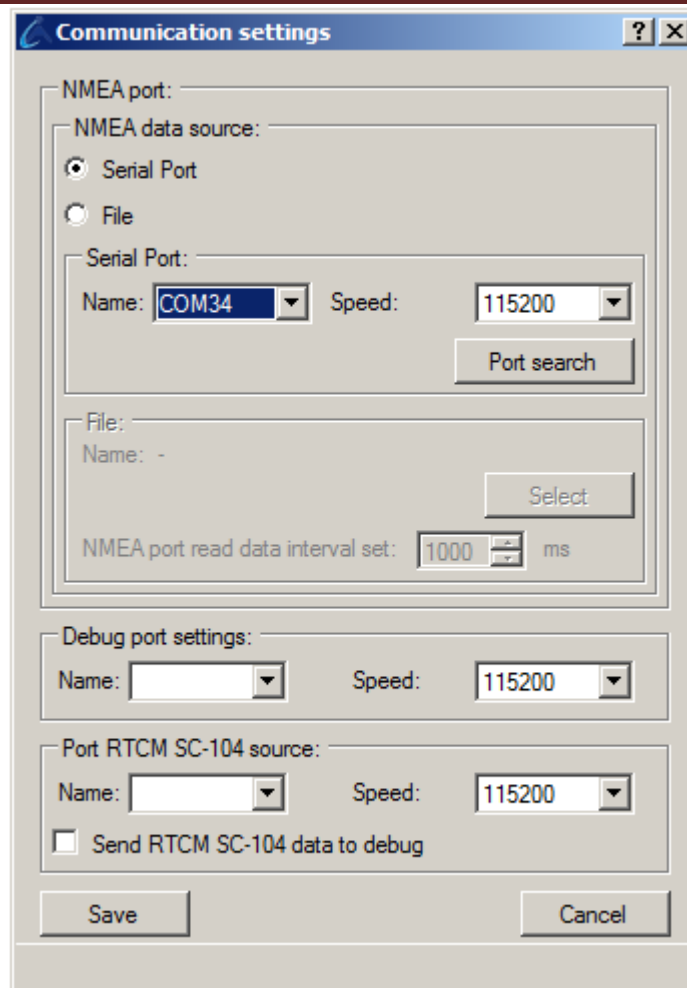 Communication settings
NMEA port:
NMEA data source:
Serial Port
File
Serial Port:
Name: COM34 Speed: 115200
Port search
File:
Name: -
Select
NMEA port read data interval set: 1000 ms
Debug port settings:
Name: Speed: 115200
Port RTCM SC-104 source:
Name: Speed: 115200
Send RTCM SC-104 data to debug
Save Cancel